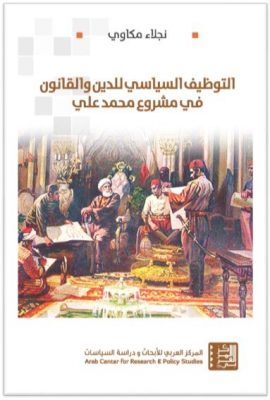 نجلاء مكاوي
التوظيف السياسي للدين والقانون
في مشروع محمد علي
المركز العربي للأبحاث ودراسة السياسات
Arab Center for Research & Policy Studies